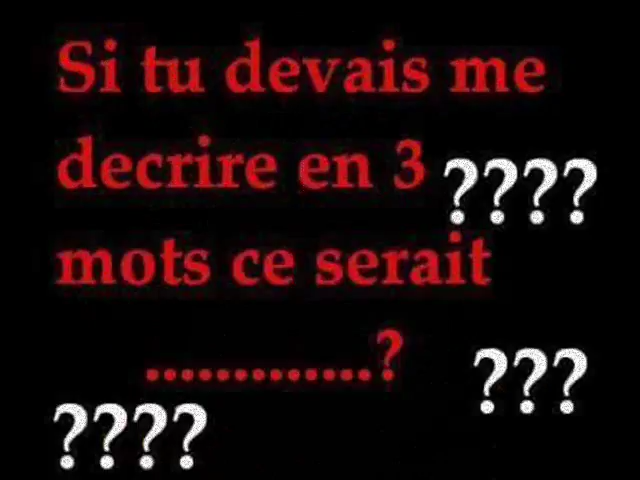 Si tu devais me
decrire en 3 ????
mots ce serait
.............? ???
????